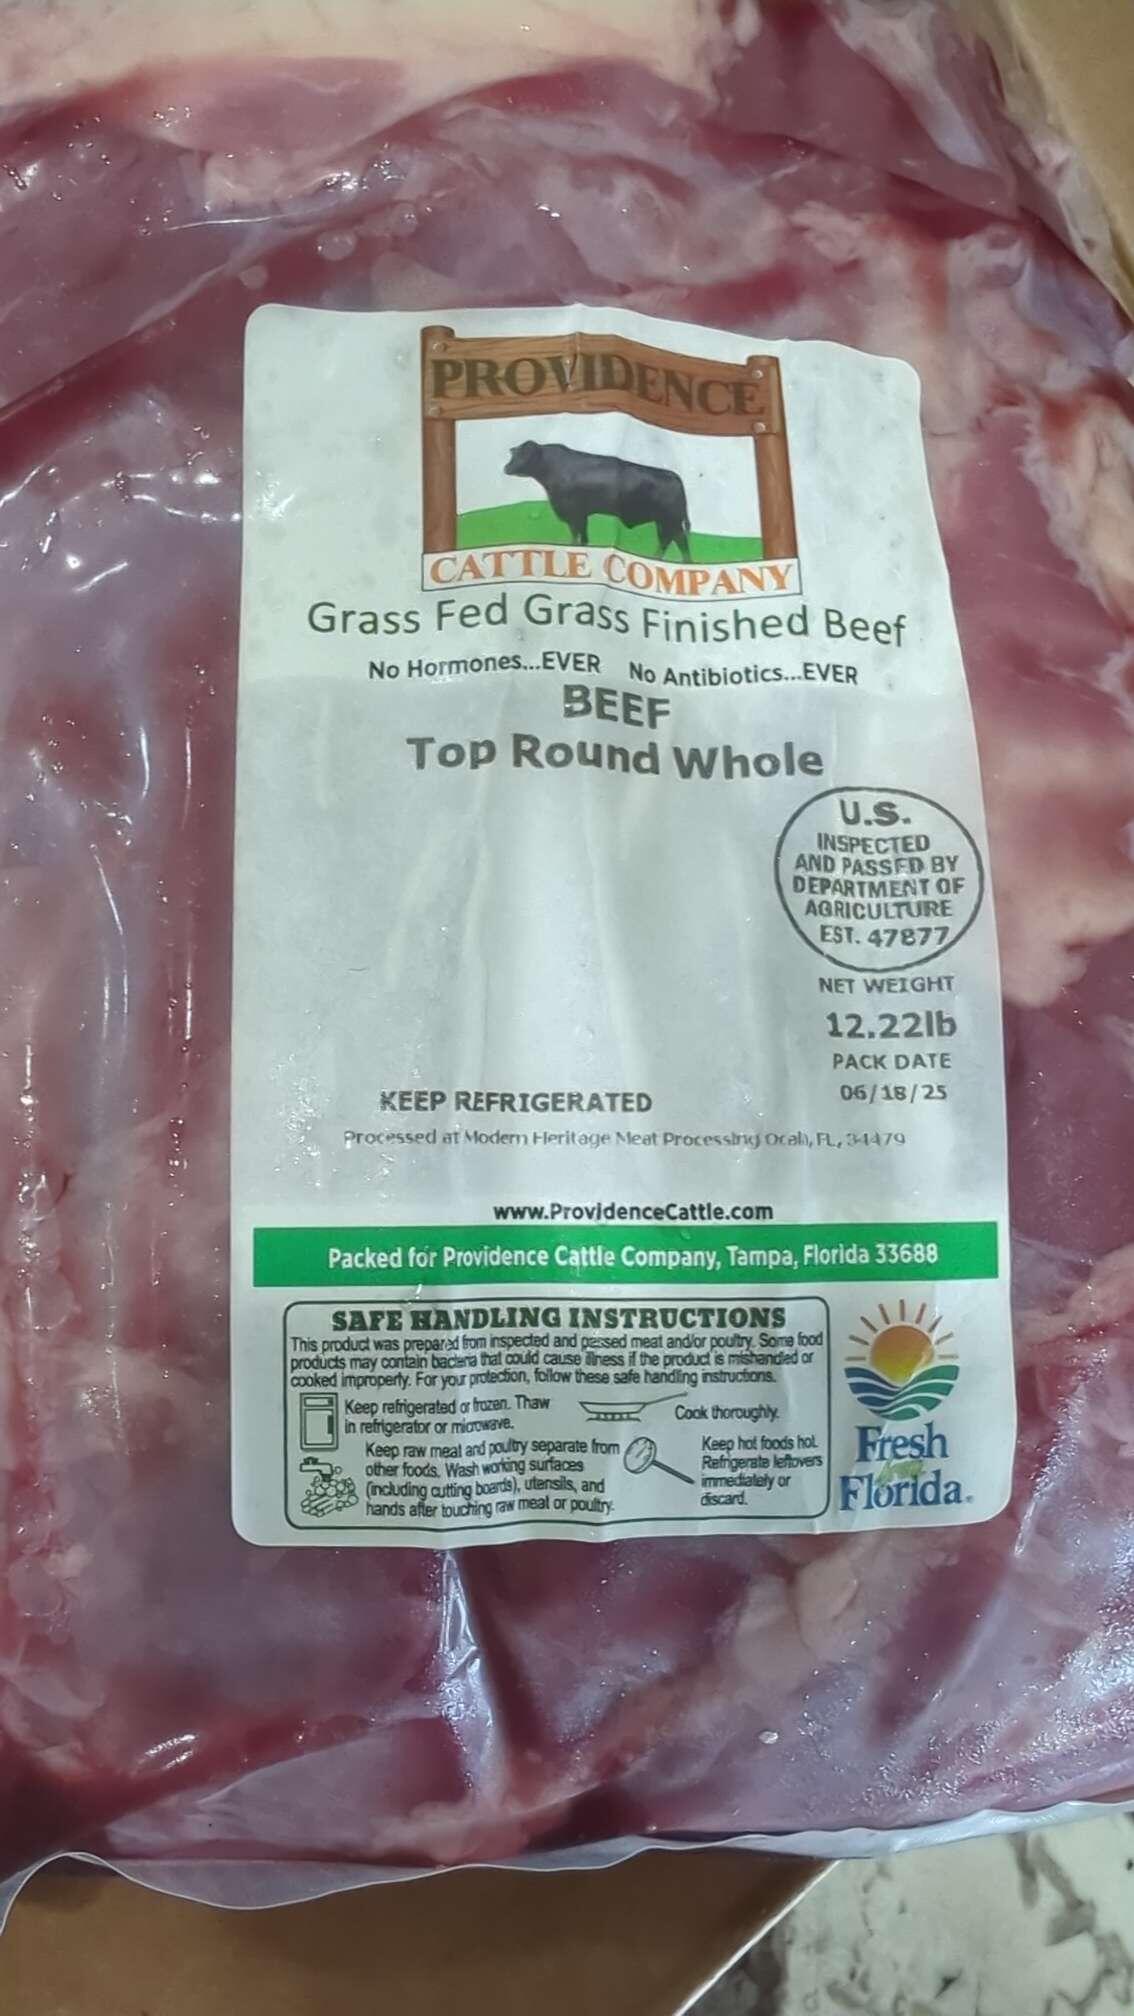 PROVIDENCE
CATTLE COMPANY
Grass Fed Grass Finished Beef
No Hormones...EVER No Antibiotics...EVER
BEEF
Top Round Whole
U.S.
INSPECTED
AND PASSED BY
DEPARTMENT OF
AGRICULTURE
EST. 47877
NET WEIGHT
12.22lb
PACK DATE
06/18/25
KEEP REFRIGERATED
Processed at Modern Heritage Meat Processing Ocala, FL, 34479
www.ProvidenceCattle.com
Packed for Providence Cattle Company, Tampa, Florida 33688
SAFE HANDLING INSTRUCTIONS
This product was prepared from inspected and passed meat and/or poultry. Some food
products may contain bacteria that could cause illness if the product is mishandled or
cooked improperly. For your protection, follow these safe handling instructions.
Keep refrigerated or frozen. Thaw
in refrigerator or microwave.
Keep raw meat and poultry separate from
other foods. Wash working surfaces
(including cutting boards), utensils, and
hands after touching raw meat or poultry.
Cook thoroughly.
Keep hot foods hot.
Refrigerate leftovers
immediately or
discard.
Fresh
from
Florida.